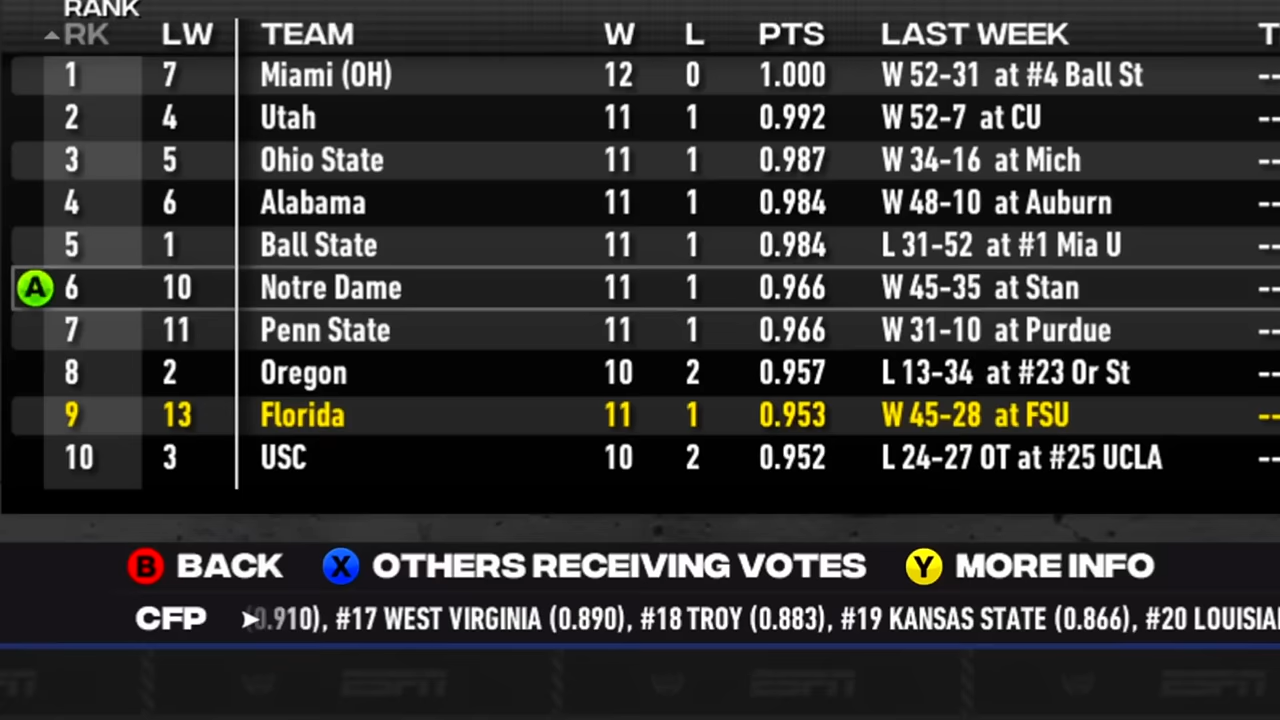 RANK
RK LW TEAM W L PTS LAST WEEK T
1 7 Miami (OH) 12 0 1.000 W 52-31 at #4 Ball St --
2 4 Utah 11 1 0.992 W 52-7 at CU --
3 5 Ohio State 11 1 0.987 W 34-16 at Mich --
4 6 Alabama 11 1 0.984 W 48-10 at Auburn --
5 1 Ball State 11 1 0.984 L 31-52 at #1 Mia U --
A 6 10 Notre Dame 11 1 0.966 W 45-35 at Stan --
7 11 Penn State 11 1 0.966 W 31-10 at Purdue --
8 2 Oregon 10 2 0.957 L 13-34 at #23 Or St --
9 13 Florida 11 1 0.953 W 45-28 at FSU --
10 3 USC 10 2 0.952 L 24-27 OT at #25 UCLA --
B BACK X OTHERS RECEIVING VOTES Y MORE INFO
CFP 0.910), #17 WEST VIRGINIA (0.890), #18 TROY (0.883), #19 KANSAS STATE (0.866), #20 LOUISIA
ESPN ESPN ESPN